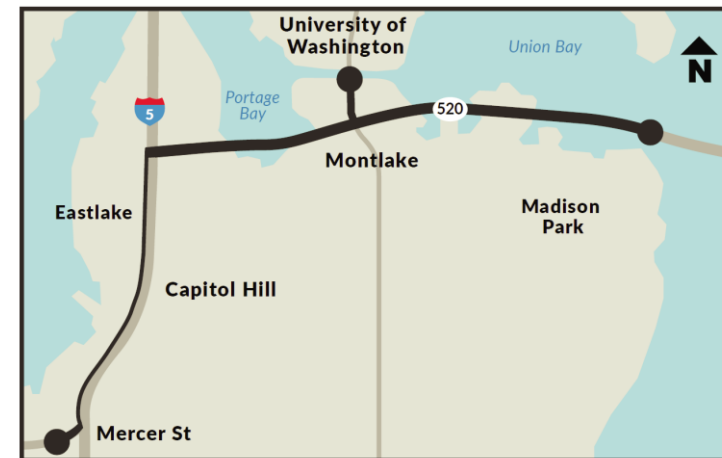 University of
Washington
Union Bay
N
Portage
Bay
5
520
Montlake
Eastlake
Madison
Park
Capitol Hill
Mercer St